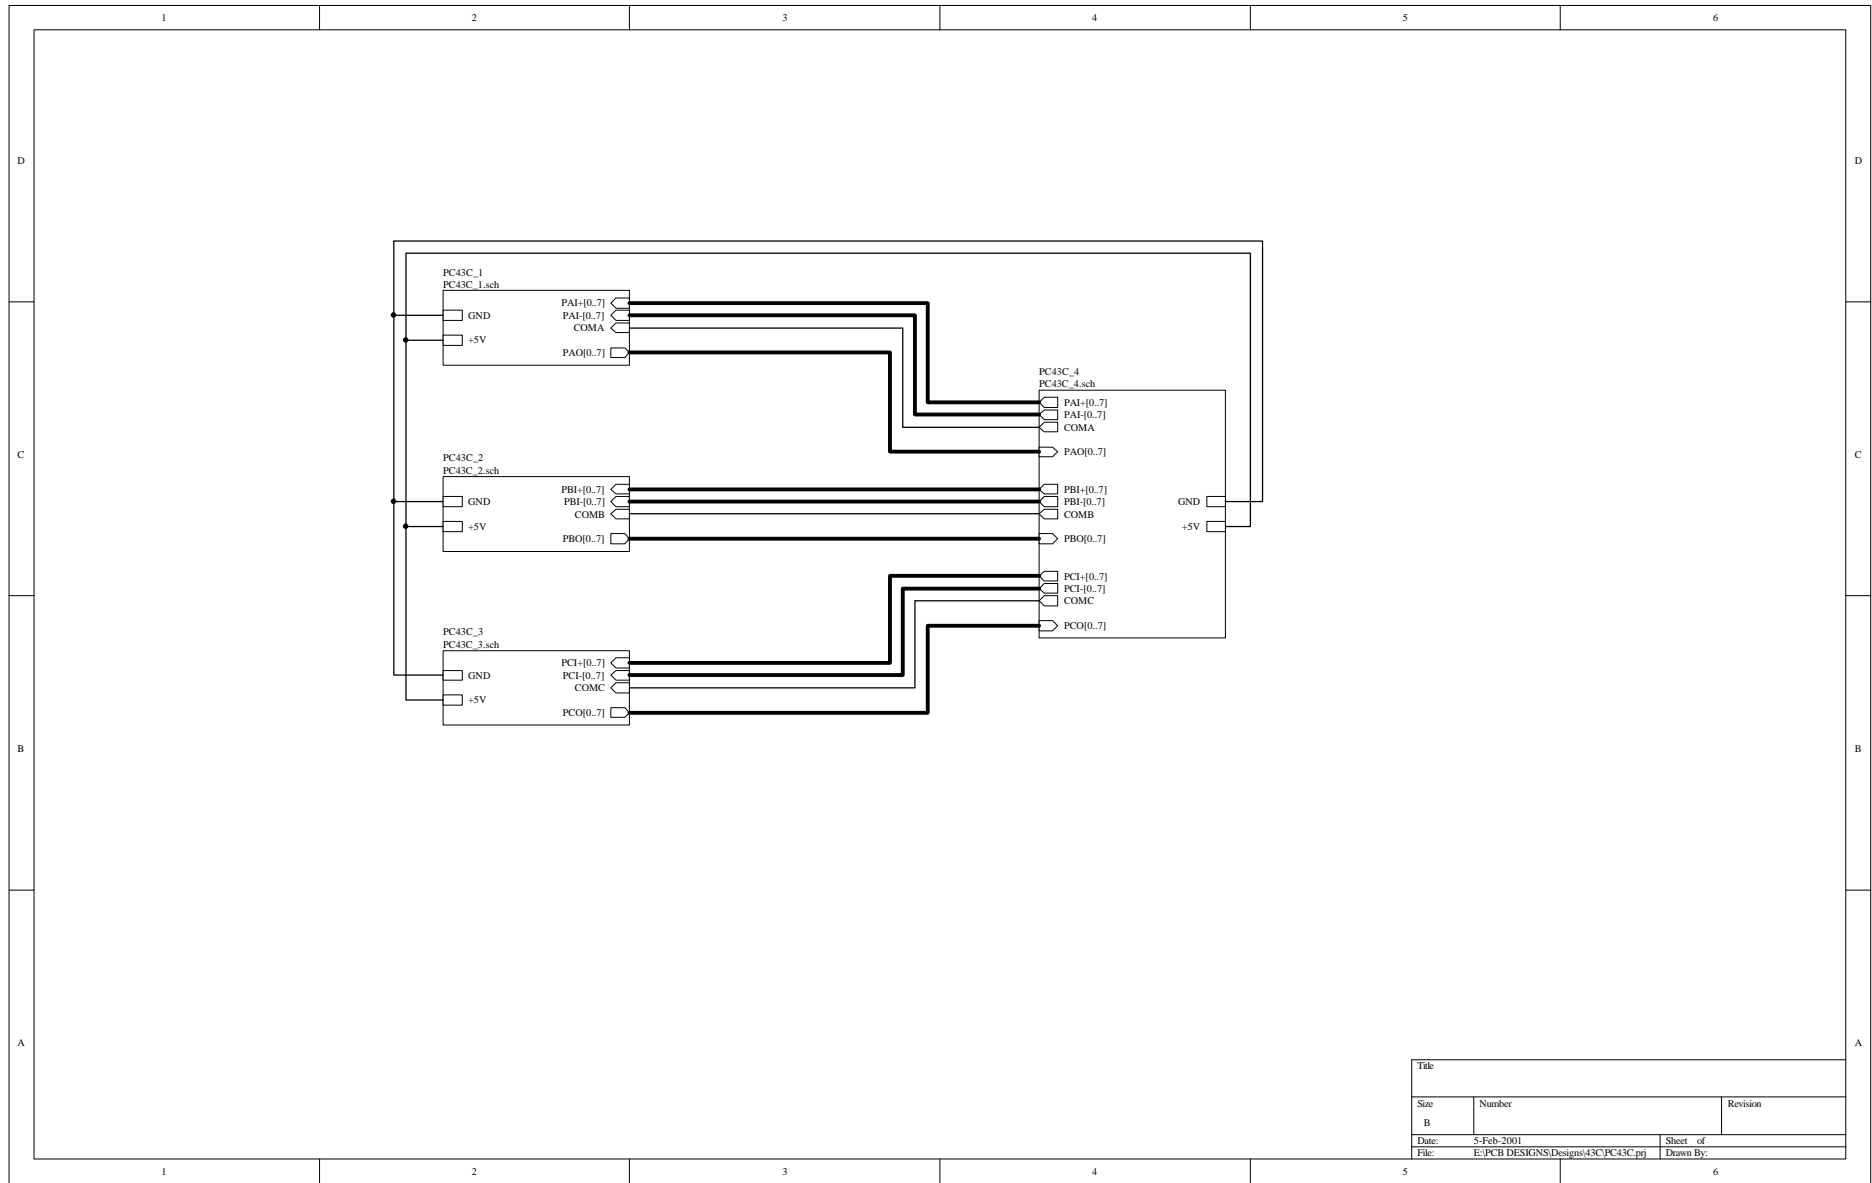 1 2 3 4 5 6
D D
PC43C_1
PC43C_1.sch
PAI+[0..7]
GND PAI-[0..7]
COMA
+5V
PAO[0..7]
PC43C_4
PC43C_4.sch
PAI+[0..7]
PAI-[0..7]
COMA
PAO[0..7]
C C
PC43C_2
PC43C_2.sch
PBI+[0..7] PBI+[0..7]
GND PBI-[0..7] PBI-[0..7] GND
COMB COMB
+5V +5V
PBO[0..7] PBO[0..7]
PCI+[0..7]
PCI-[0..7]
COMC
PCO[0..7]
PC43C_3
PC43C_3.sch
PCI+[0..7]
GND PCI-[0..7]
COMC
+5V
PCO[0..7]
B B
A A
Title
Size Number Revision
B
Date: 5-Feb-2001 Sheet of
File: E:\PCB DESIGNS\Designs\43C\PC43C.prj Drawn By:
1 2 3 4 5 6